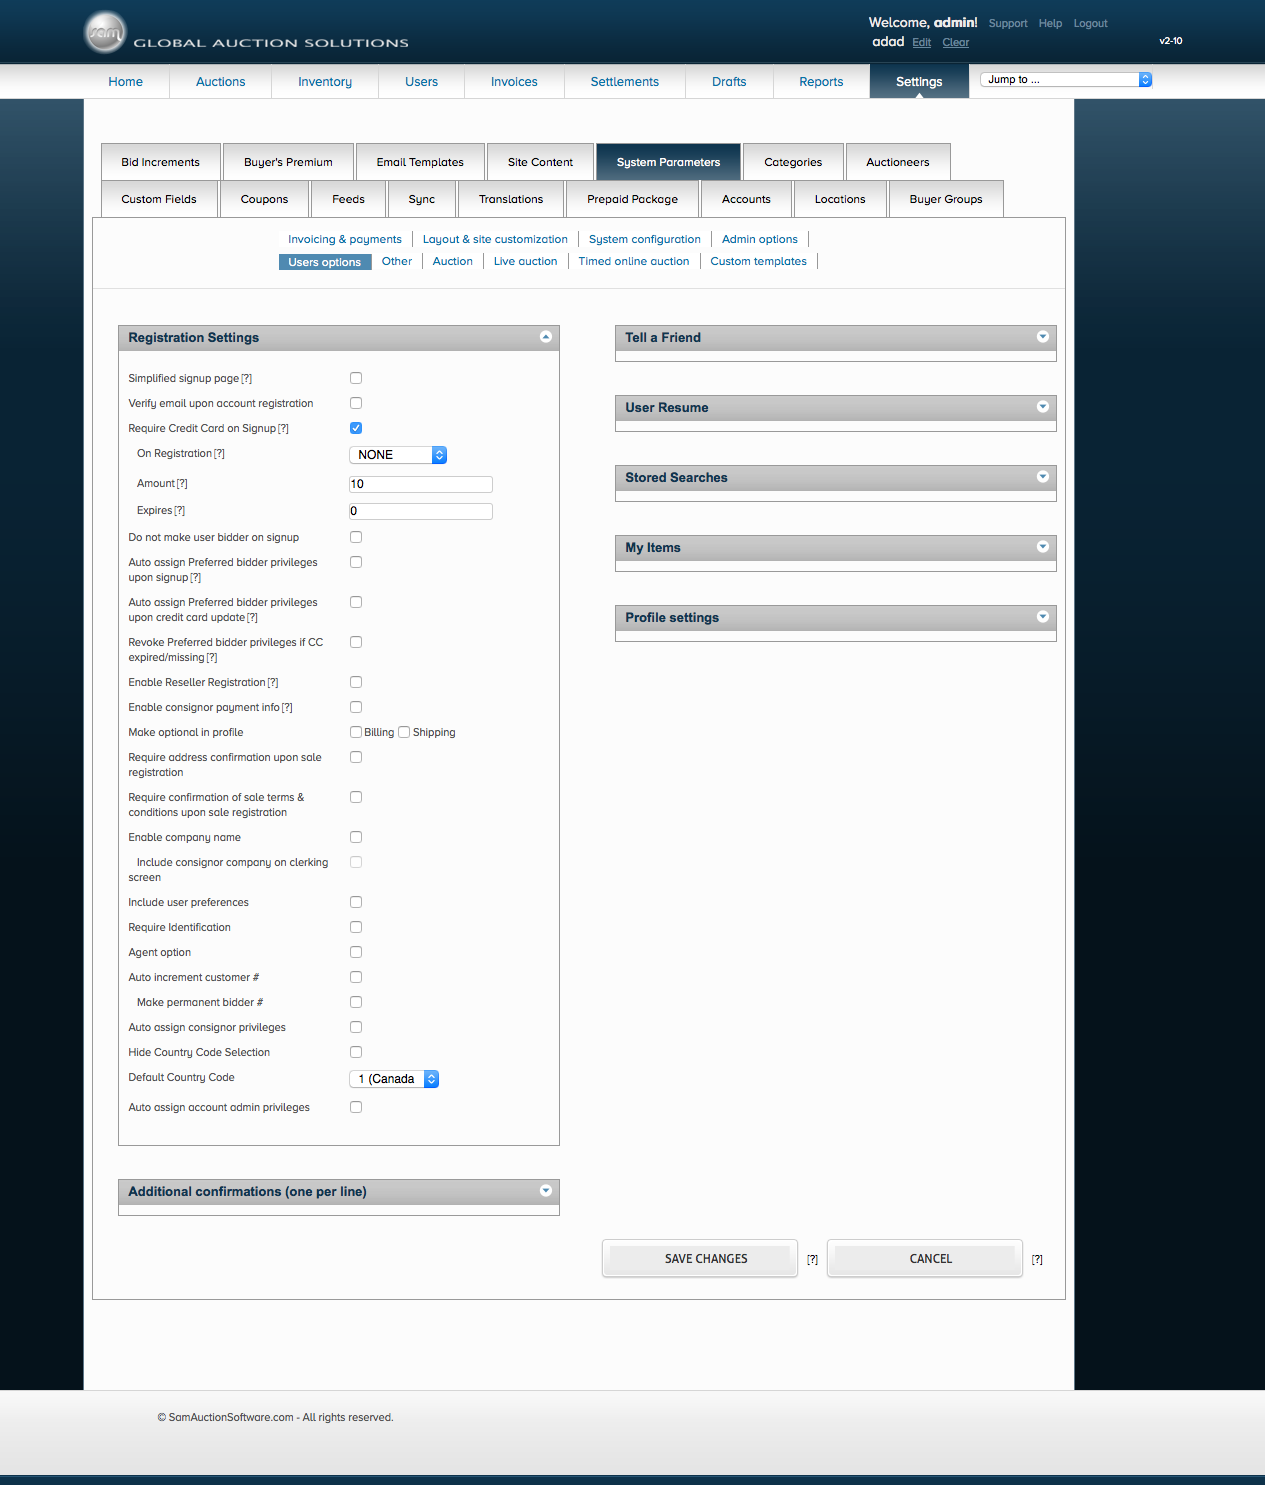 sam GLOBAL AUCTION SOLUTIONS
Welcome, admin! Support Help Logout
adad Edit Clear
v2-10
Home Auctions Inventory Users Invoices Settlements Drafts Reports Settings Jump to ...
Bid Increments Buyer's Premium Email Templates Site Content System Parameters Categories Auctioneers
Custom Fields Coupons Feeds Sync Translations Prepaid Package Accounts Locations Buyer Groups
Invoicing & payments Layout & site customization System configuration Admin options
Users options Other Auction Live auction Timed online auction Custom templates
Registration Settings
Simplified signup page [?]
Verify email upon account registration
Require Credit Card on Signup [?]
On Registration [?] NONE
Amount [?] 10
Expires [?] 0
Do not make user bidder on signup
Auto assign Preferred bidder privileges
upon signup [?]
Auto assign Preferred bidder privileges
upon credit card update [?]
Revoke Preferred bidder privileges if CC
expired/missing [?]
Enable Reseller Registration [?]
Enable consignor payment info [?]
Make optional in profile Billing Shipping
Require address confirmation upon sale
registration
Require confirmation of sale terms &
conditions upon sale registration
Enable company name
Include consignor company on clerking
screen
Include user preferences
Require Identification
Agent option
Auto increment customer #
Make permanent bidder #
Auto assign consignor privileges
Hide Country Code Selection
Default Country Code 1 (Canada
Auto assign account admin privileges
Additional confirmations (one per line)
Tell a Friend
User Resume
Stored Searches
My Items
Profile settings
SAVE CHANGES [?] CANCEL [?]
© SamAuctionSoftware.com - All rights reserved.